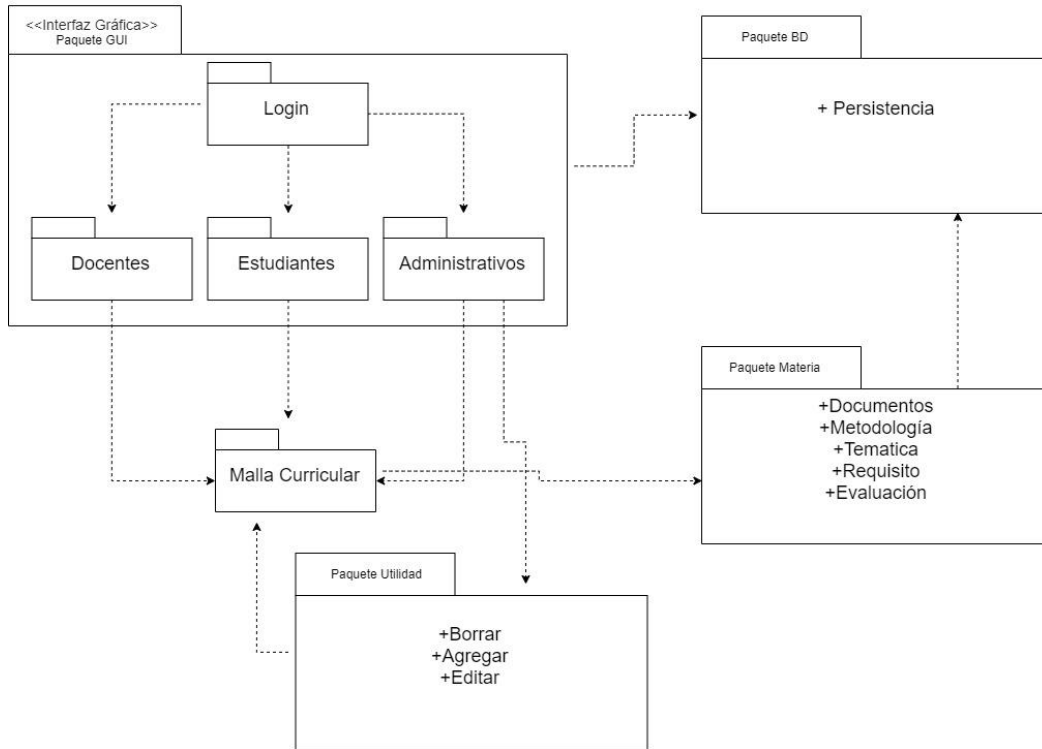 <<Interfaz Gráfica>>
Paquete GUI
Login
Docentes
Estudiantes
Administrativos
Paquete BD
+ Persistencia
Malla Curricular
Paquete Materia
+Documentos
+Metodología
+Tematica
+Requisito
+Evaluación
Paquete Utilidad
+Borrar
+Agregar
+Editar